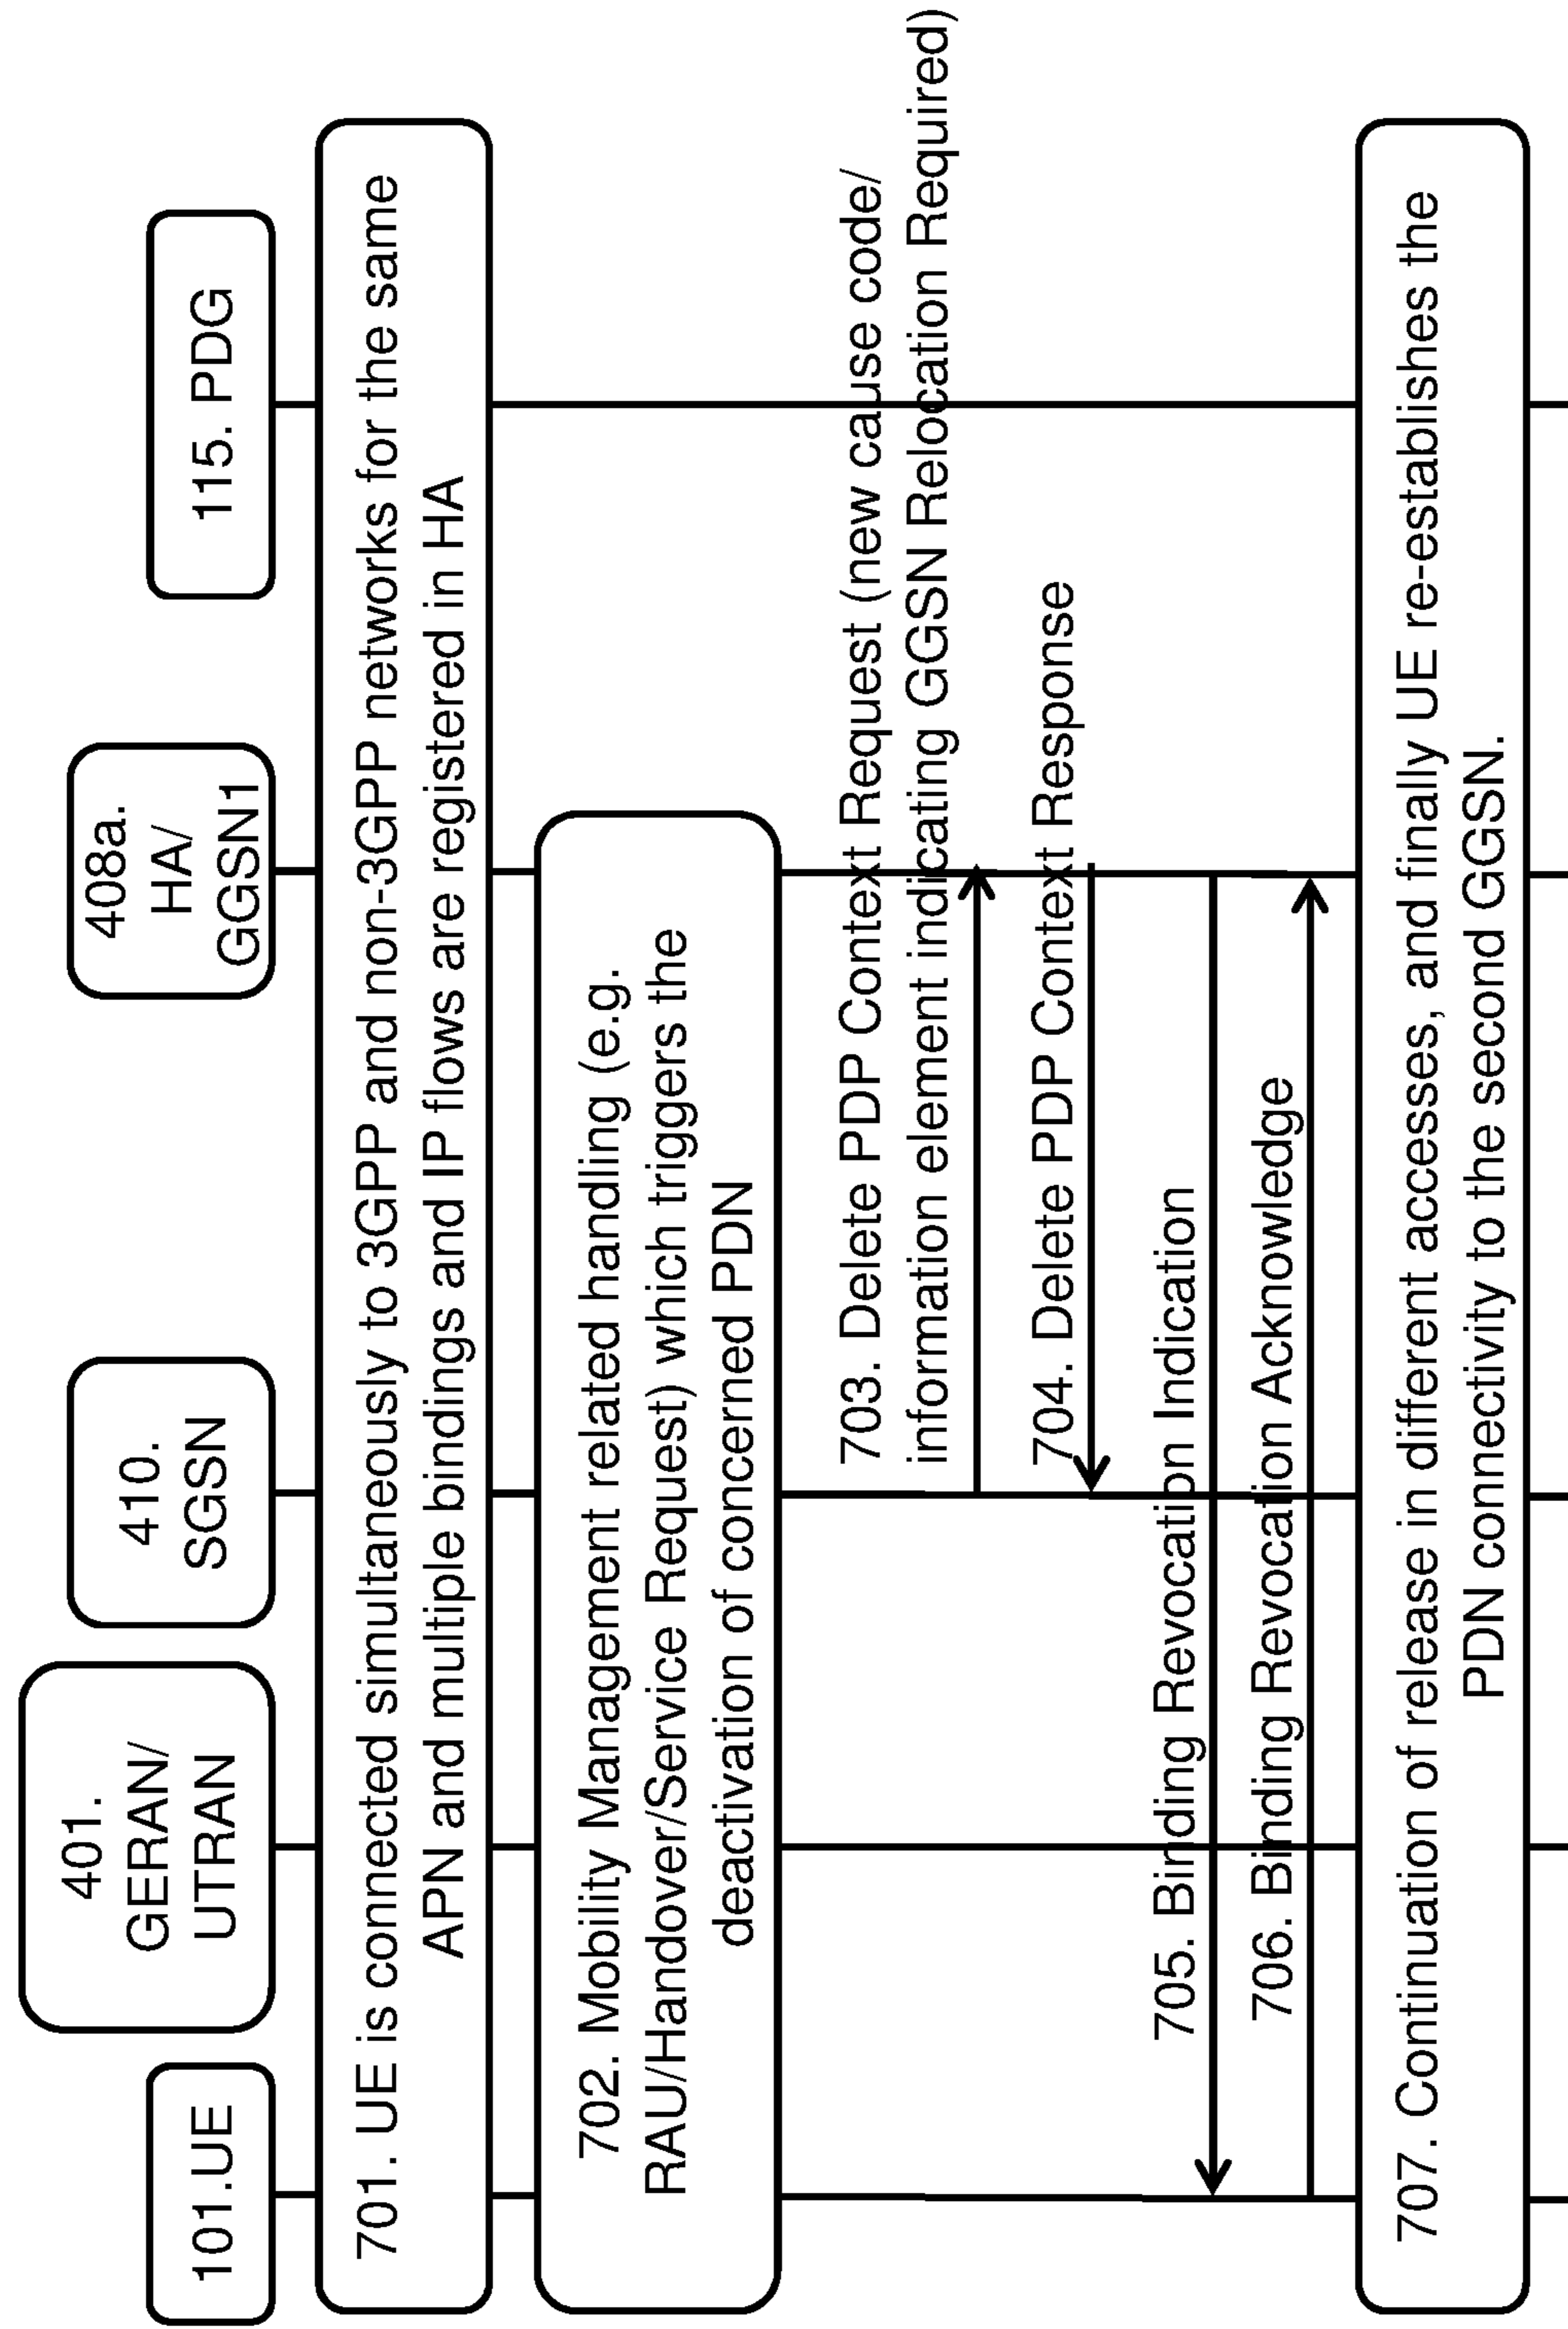 101.UE
401.
GERAN/
UTRAN
410.
SGSN
408a.
HA/
GGSN1
115. PDG
701. UE is connected simultaneously to 3GPP and non-3GPP networks for the same
APN and multiple bindings and IP flows are registered in HA
702. Mobility Management related handling (e.g.
RAU/Handover/Service Request) which triggers the
deactivation of concerned PDN
703. Delete PDP Context Request (new cause code/
information element indicating GGSN Relocation Required)
704. Delete PDP Context Response
705. Binding Revocation Indication
706. Binding Revocation Acknowledge
707. Continuation of release in different accesses, and finally UE re-establishes the
PDN connectivity to the second GGSN.